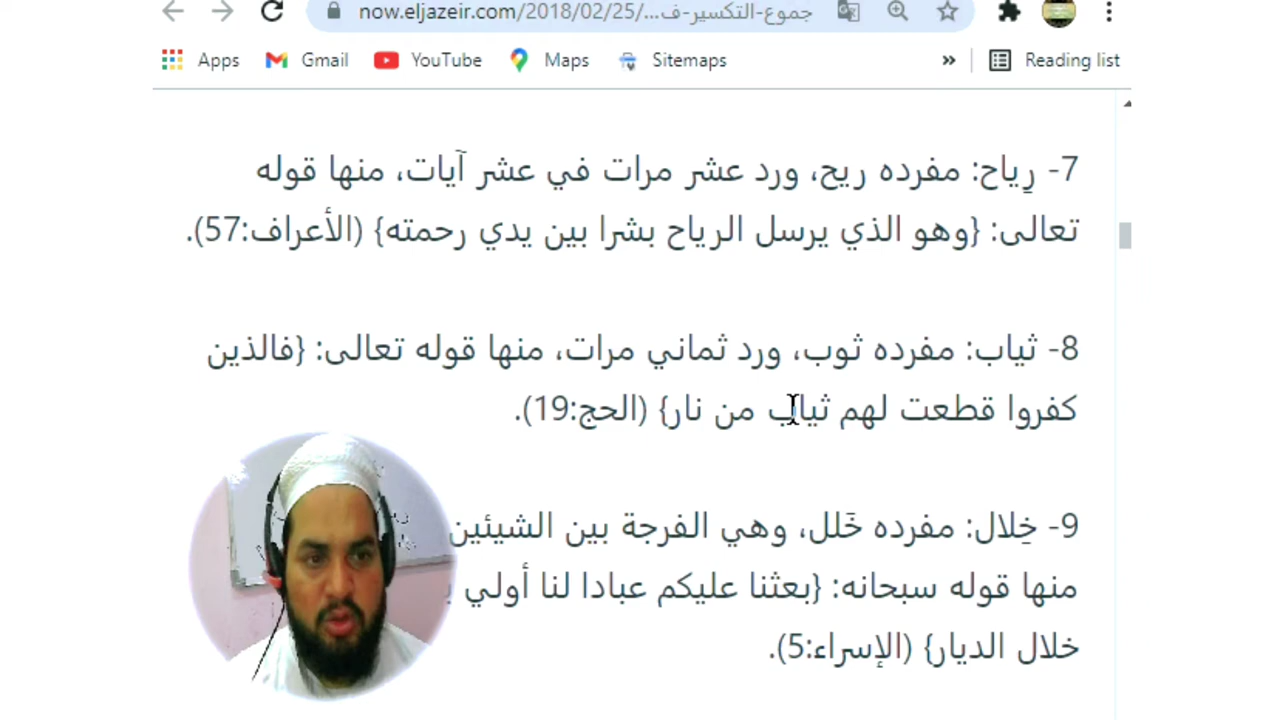 now.eljazeir.com/2018/02/25/...جموع-التكسير-ف
Apps Gmail YouTube Maps Sitemaps » Reading list
7- رِياح: مفرده ريح، ورد عشر مرات في عشر آيات، منها قوله
تعالى: {وهو الذي يرسل الرياح بشرا بين يدي رحمته} (الأعراف:57).
8- ثياب: مفرده ثوب، ورد ثماني مرات، منها قوله تعالى: {فالذين
كفروا قطعت لهم ثياب من نار} (الحج:19).
9- خِلال: مفرده خَلل، وهي الفرجة بين الشيئين
منها قوله سبحانه: {بعثنا عليكم عبادا لنا أولي
خلال الديار} (الإسراء:5).